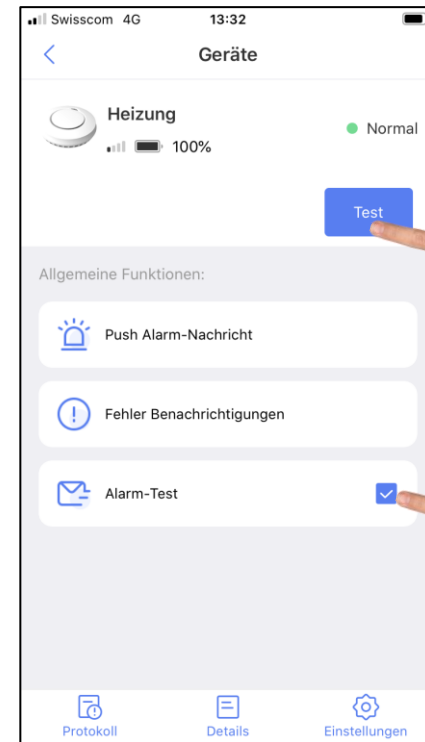 Swisscom 4G 13:32
Geräte
Heizung
100%
Normal
Test
Allgemeine Funktionen:
Push Alarm-Nachricht
Fehler Benachrichtigungen
Alarm-Test
Protokoll Details Einstellungen